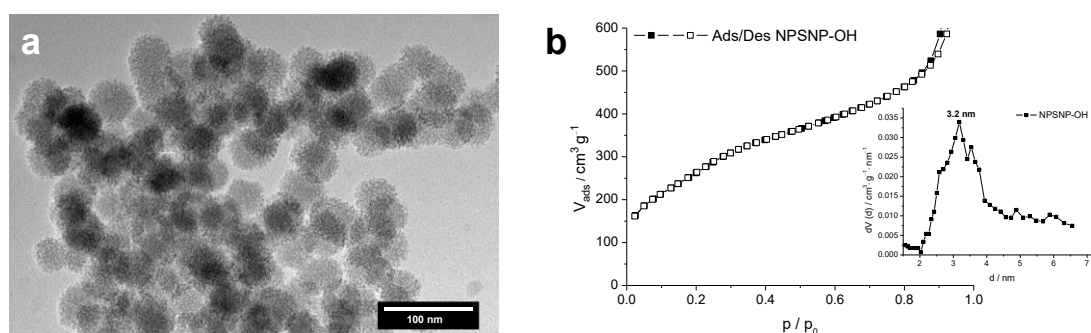 a
100 nm
b
Ads/Des NPSNP-OH
V_ads / cm³ g⁻¹
600
500
400
300
200
100
0
0.0 0.2 0.4 0.6 0.8 1.0
p / p₀
NPSNP-OH
3.2 nm
dV (d) / cm³ g⁻¹ nm⁻¹
0.035
0.030
0.025
0.020
0.015
0.010
0.005
0.000
2 3 4 5 6 7
d / nm